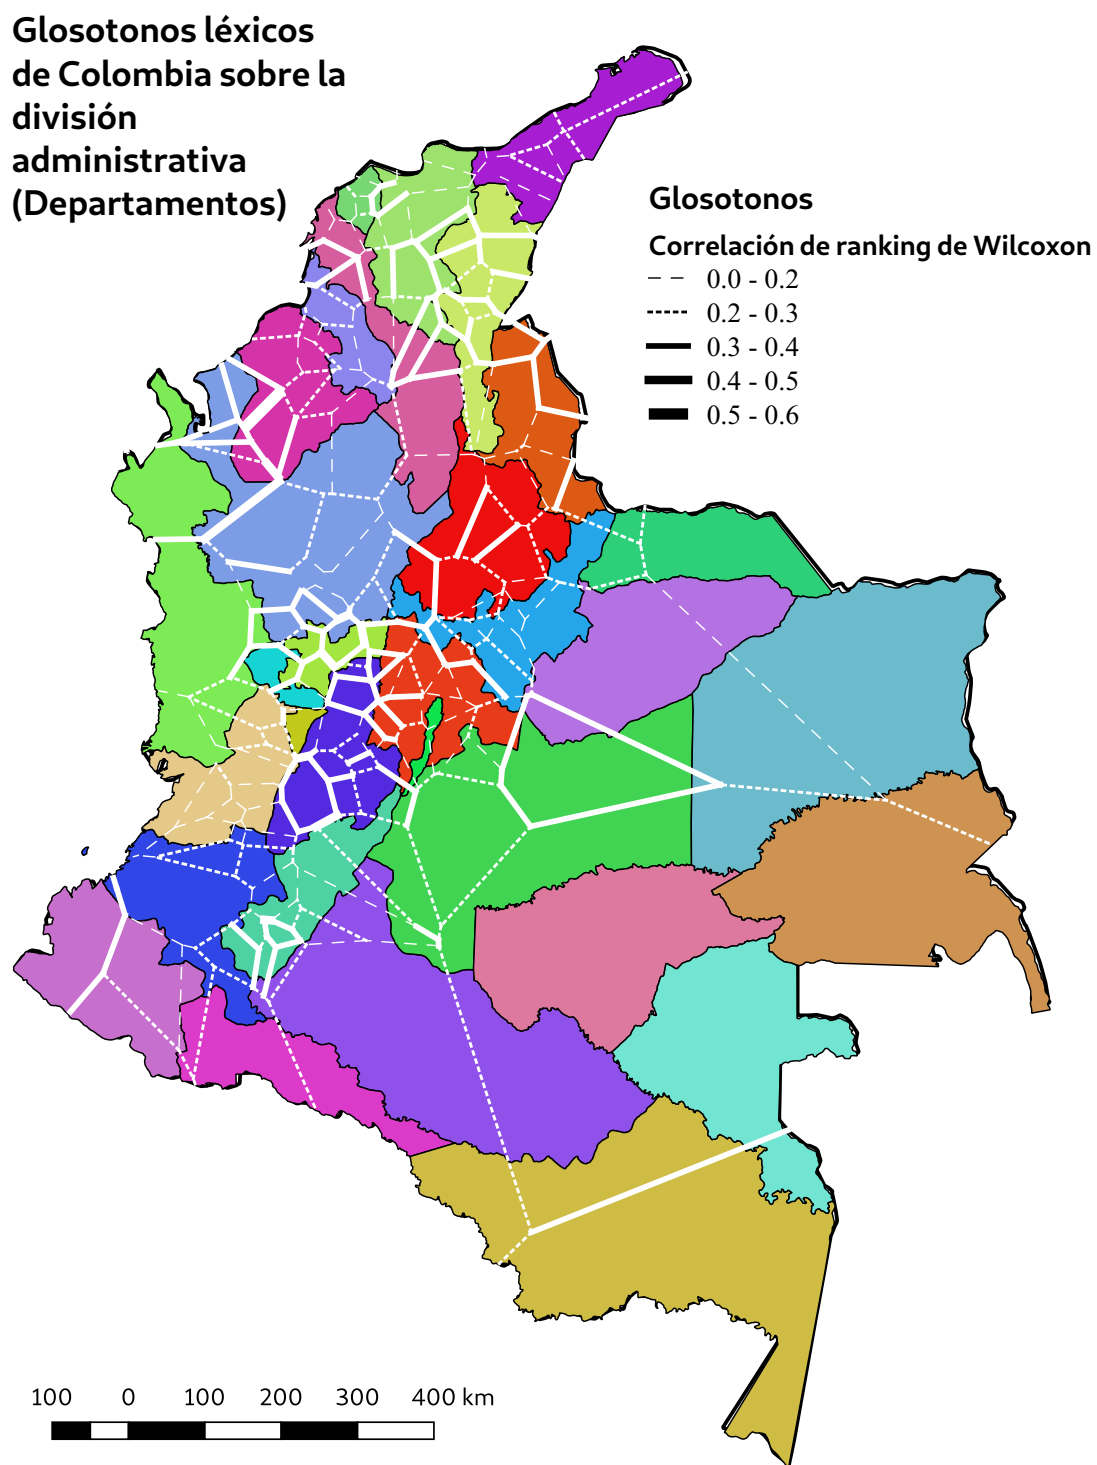 Glosotonos léxicos
de Colombia sobre la
división
administrativa
(Departamentos)
Glosotonos
Correlación de ranking de Wilcoxon
0.0 - 0.2
0.2 - 0.3
0.3 - 0.4
0.4 - 0.5
0.5 - 0.6
100 0 100 200 300 400 km